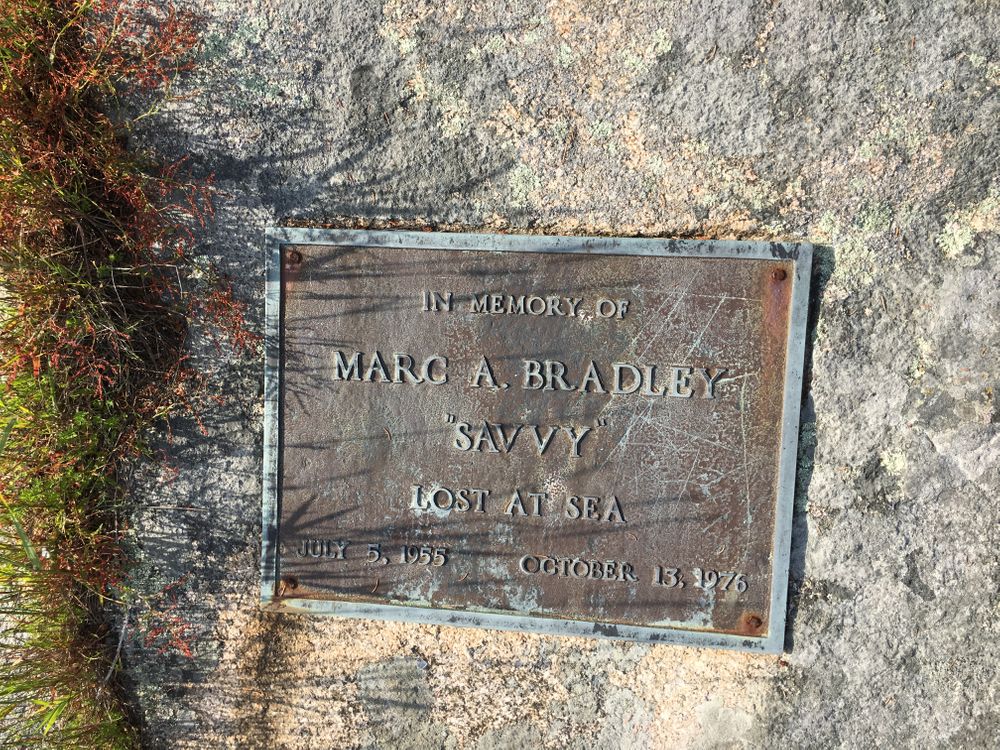 IN MEMORY OF
MARC A. BRADLEY
"SAVVY"
LOST AT SEA
JULY 5, 1955 OCTOBER 13, 1976